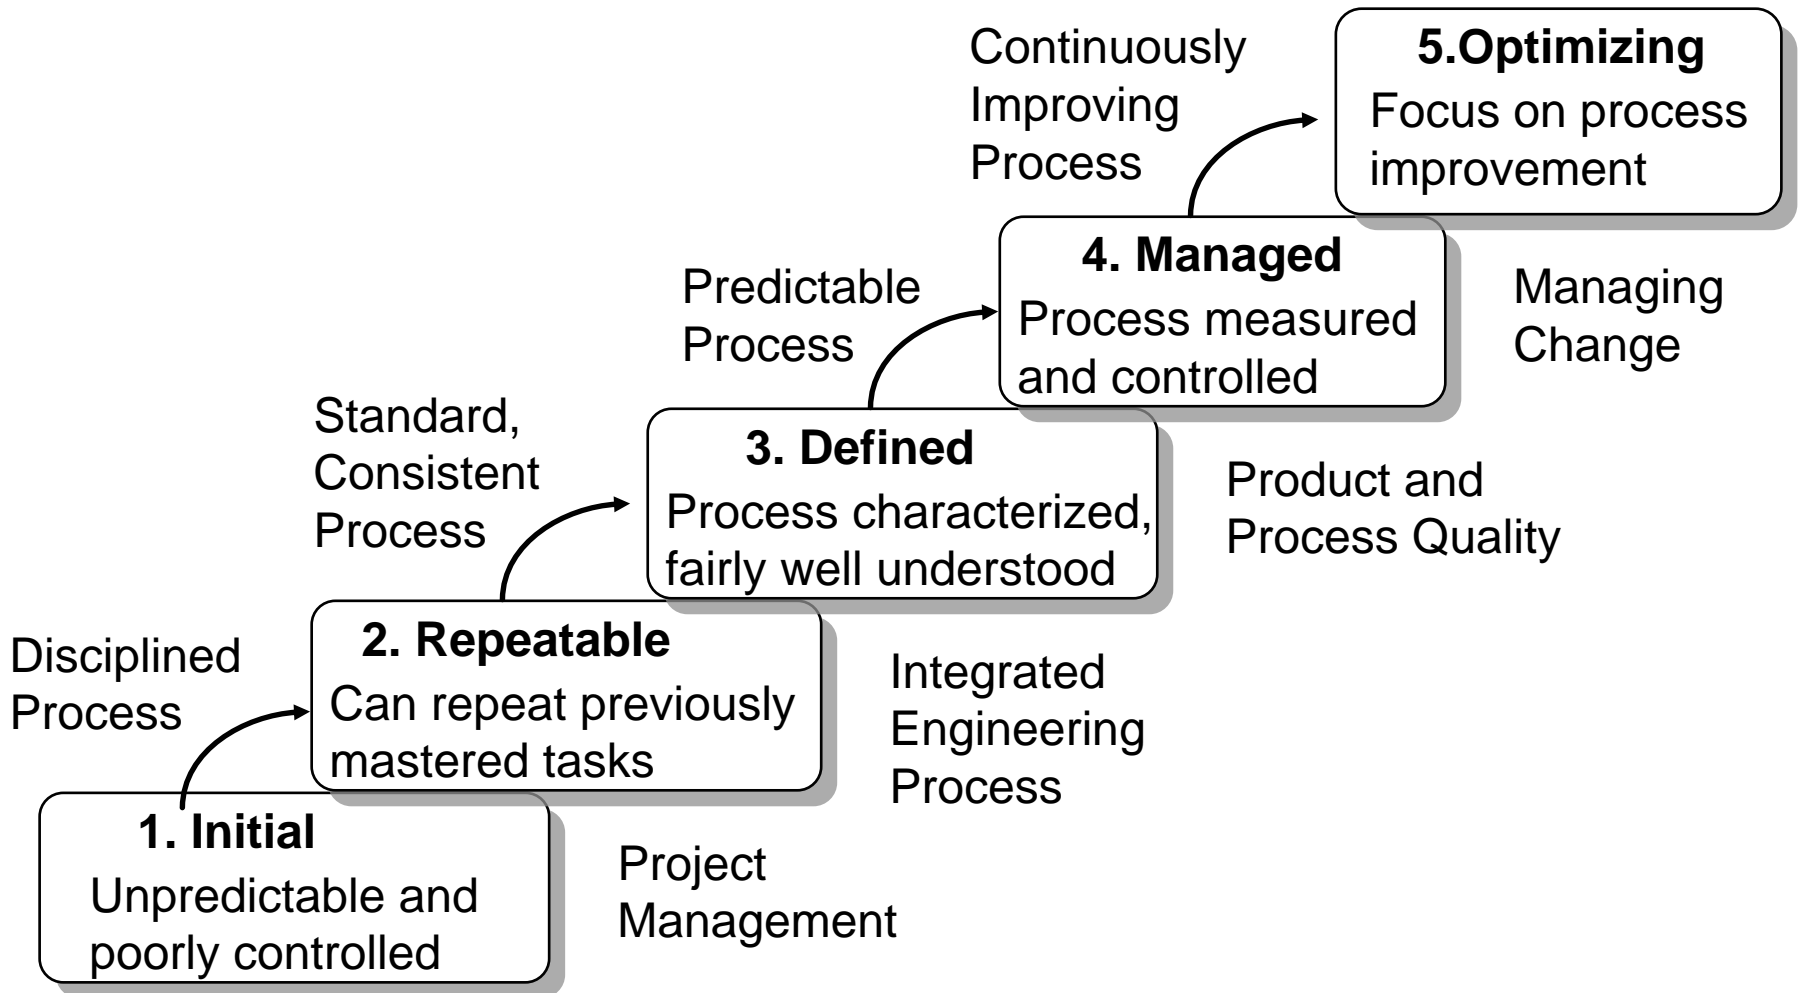 Continuously
Improving
Process
5.Optimizing
Focus on process
improvement
Predictable
Process
4. Managed
Process measured
and controlled
Managing
Change
Standard,
Consistent
Process
3. Defined
Process characterized,
fairly well understood
Product and
Process Quality
Disciplined
Process
2. Repeatable
Can repeat previously
mastered tasks
Integrated
Engineering
Process
1. Initial
Unpredictable and
poorly controlled
Project
Management